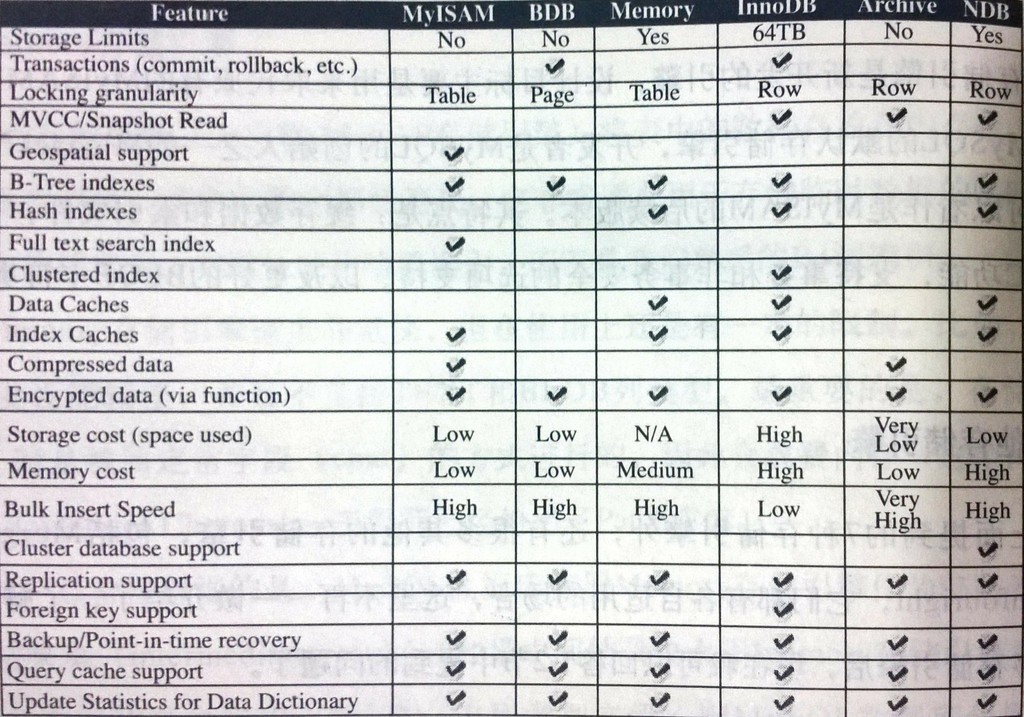 Feature MyISAM BDB Memory InnoDB Archive NDB
Storage Limits No No Yes 64TB No Yes
Transactions (commit, rollback, etc.) ✓ ✓
Locking granularity Table Page Table Row Row Row
MVCC/Snapshot Read ✓ ✓ ✓
Geospatial support ✓
B-Tree indexes ✓ ✓ ✓ ✓ ✓
Hash indexes ✓ ✓ ✓
Full text search index ✓
Clustered index ✓
Data Caches ✓ ✓ ✓
Index Caches ✓ ✓ ✓ ✓
Compressed data ✓ ✓
Encrypted data (via function) ✓ ✓ ✓ ✓ ✓ ✓
Storage cost (space used) Low Low N/A High Very Low Low
Memory cost Low Low Medium High Low High
Bulk Insert Speed High High High Low Very High High
Cluster database support ✓
Replication support ✓ ✓ ✓ ✓ ✓ ✓
Foreign key support ✓
Backup/Point-in-time recovery ✓ ✓ ✓ ✓ ✓ ✓
Query cache support ✓ ✓ ✓ ✓ ✓ ✓
Update Statistics for Data Dictionary ✓ ✓ ✓ ✓ ✓ ✓